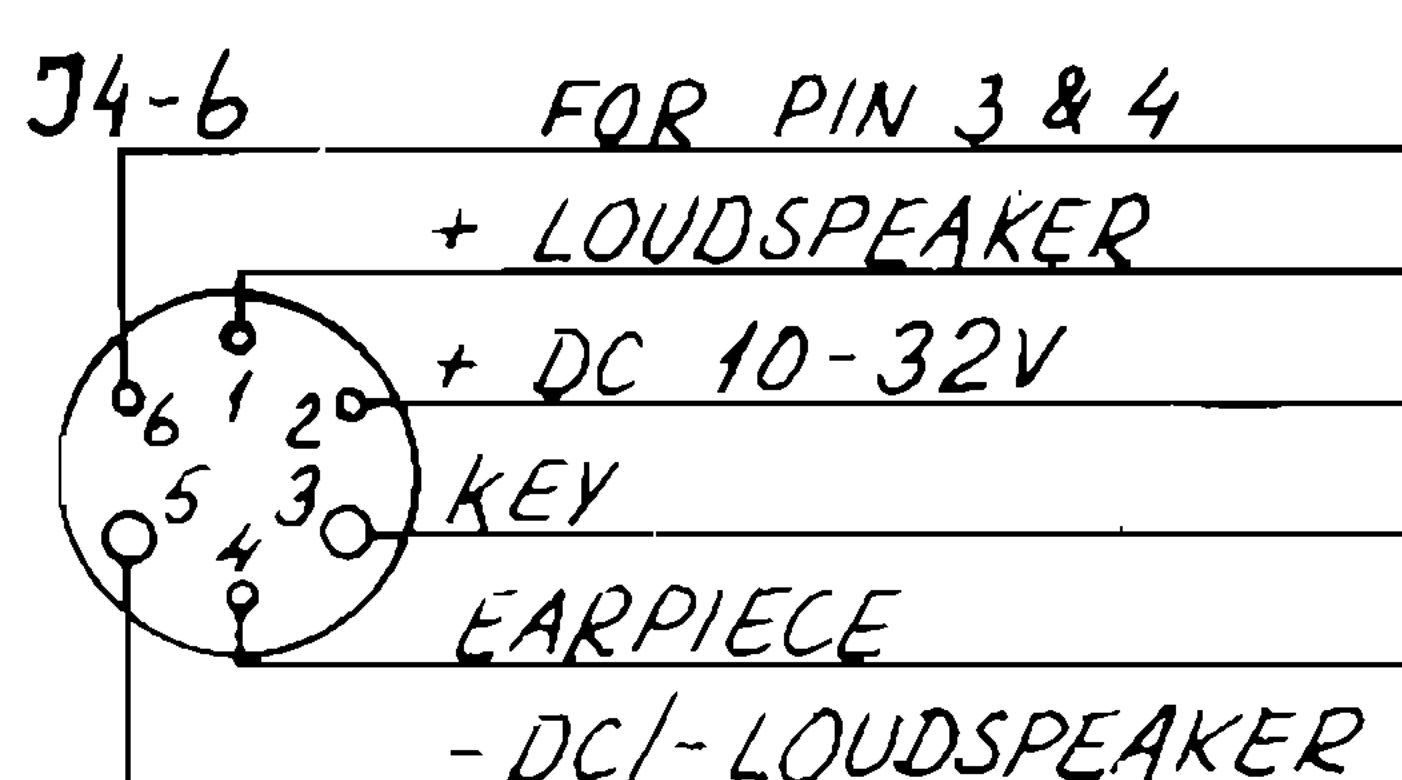 J4-6 FOR PIN 3 & 4
+ LOUDSPEAKER
+ DC 10-32V
6 1 2
5 3 KEY
4
EARPIECE
- DC/- LOUDSPEAKER